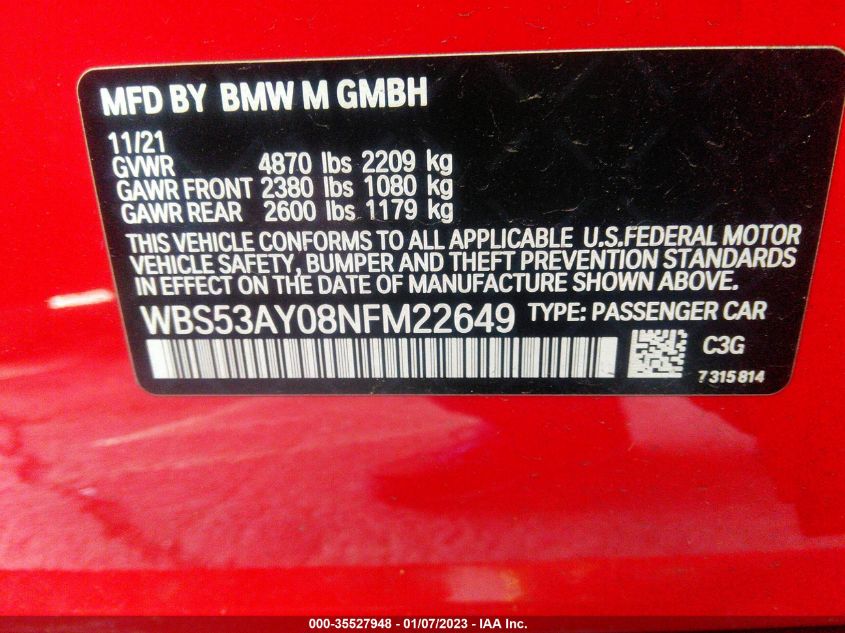 MFD BY BMW M GMBH
11/21
GVWR 4870 lbs 2209 kg
GAWR FRONT 2380 lbs 1080 kg
GAWR REAR 2600 lbs 1179 kg
THIS VEHICLE CONFORMS TO ALL APPLICABLE U.S.FEDERAL MOTOR
VEHICLE SAFETY, BUMPER AND THEFT PREVENTION STANDARDS
IN EFFECT ON THE DATE OF MANUFACTURE SHOWN ABOVE.
WBS53AY08NFM22649 TYPE: PASSENGER CAR
C3G
7315814
000-35527948 - 01/07/2023 - IAA Inc.